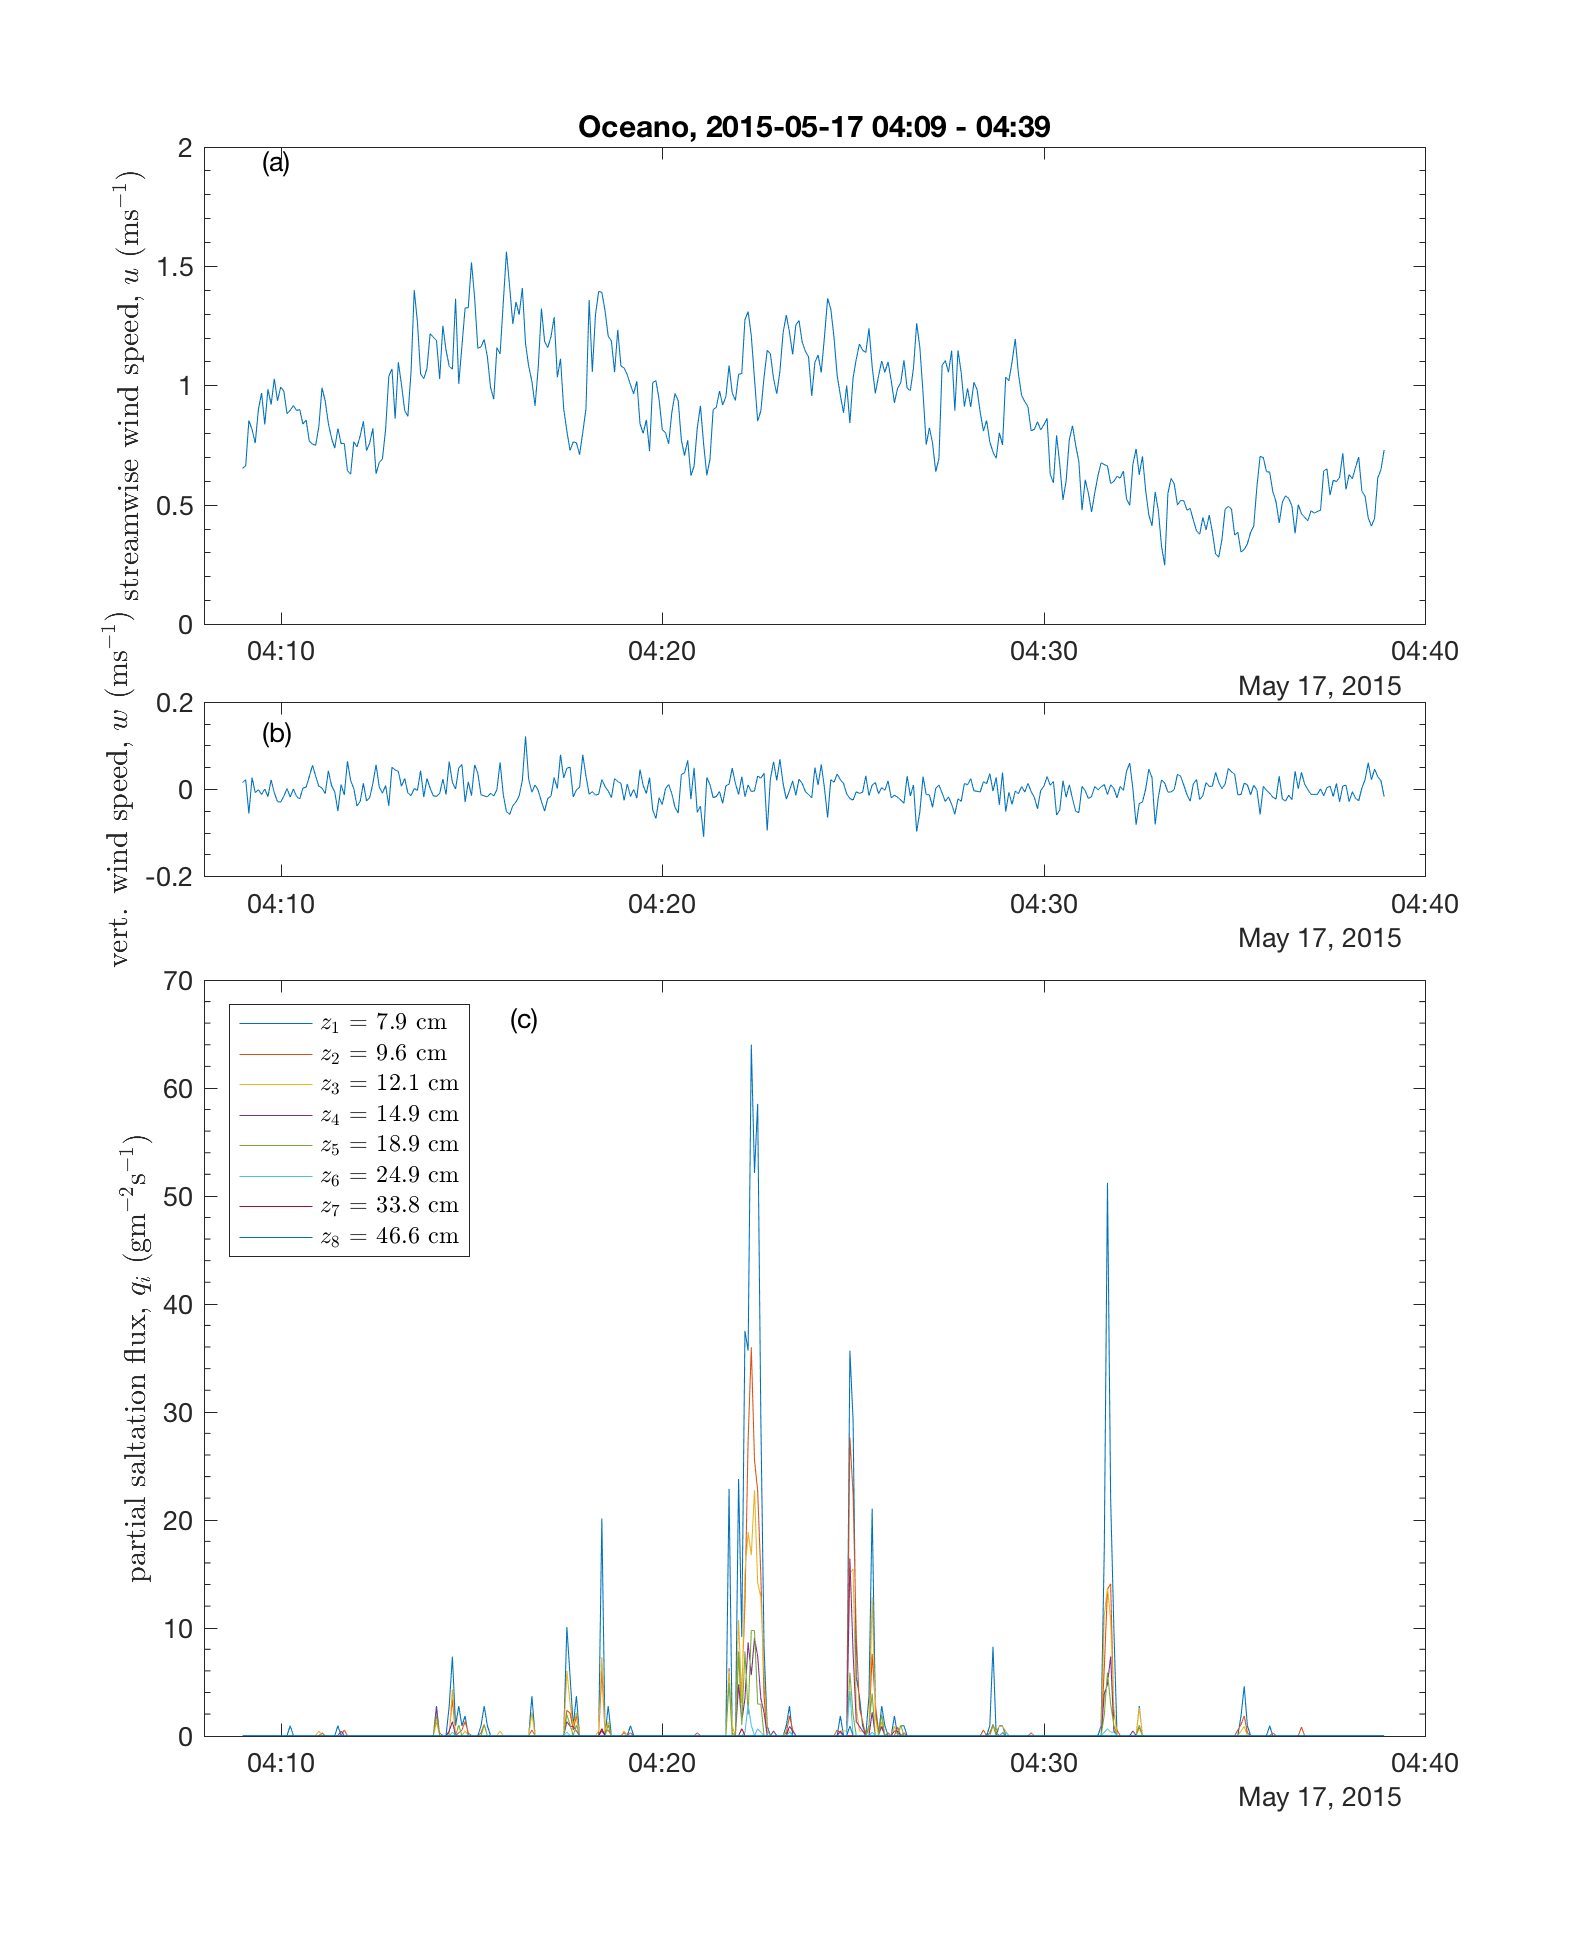 Oceano, 2015-05-17 04:09 - 04:39
(a)
streamwise wind speed, u (ms⁻¹)
2
1.5
1
0.5
0
04:10 04:20 04:30 04:40
May 17, 2015
(b)
vert. wind speed, w (ms⁻¹)
0.2
0
-0.2
04:10 04:20 04:30 04:40
May 17, 2015
(c)
partial saltation flux, qᵢ (gm⁻²s⁻¹)
70
60
50
40
30
20
10
0
z₁ = 7.9 cm
z₂ = 9.6 cm
z₃ = 12.1 cm
z₄ = 14.9 cm
z₅ = 18.9 cm
z₆ = 24.9 cm
z₇ = 33.8 cm
z₈ = 46.6 cm
04:10 04:20 04:30 04:40
May 17, 2015